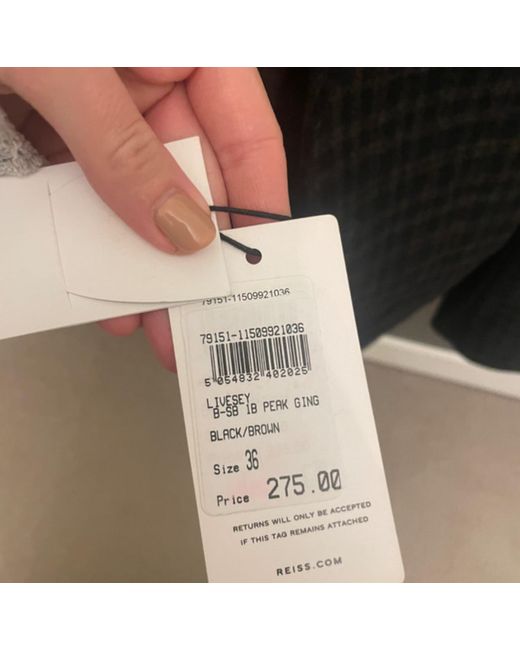 79151-11509921036
79151-11509921036
5 054832 402025
LIVESEY
B-SB 1B PEAK GING
BLACK/BROWN
Size 36
Price 275.00
RETURNS WILL ONLY BE ACCEPTED
IF THIS TAG REMAINS ATTACHED
REISS.COM